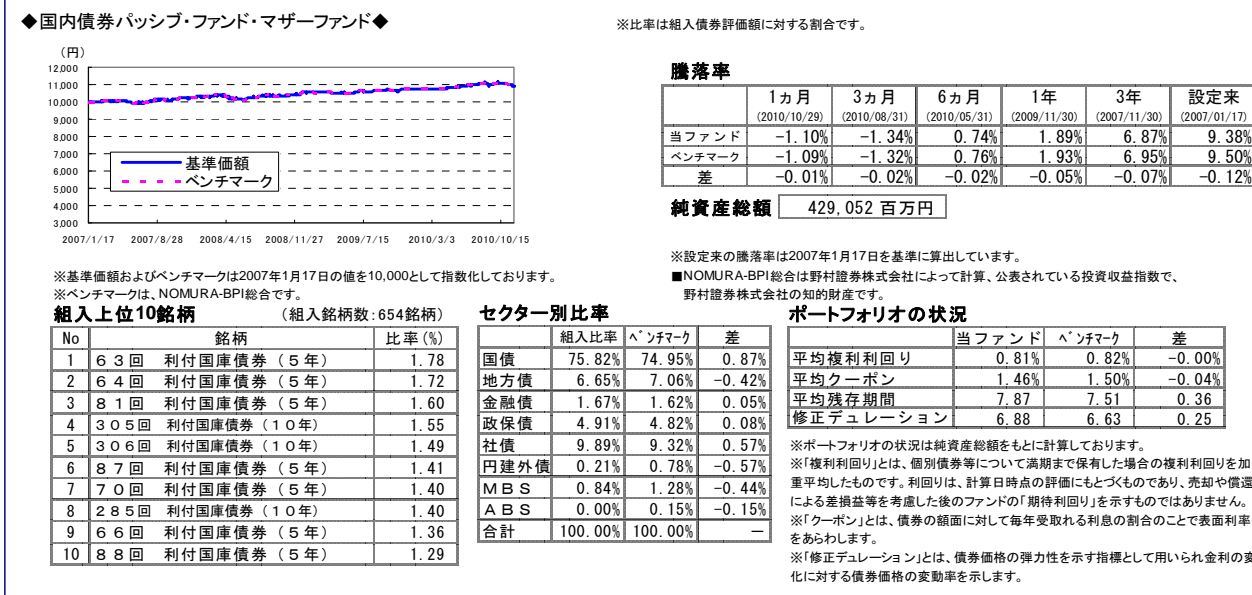 ◆国内債券パッシブ・ファンド・マザーファンド◆
※比率は組入債券評価額に対する割合です。
（円）
12,000
11,000
10,000
9,000
8,000
7,000
6,000
5,000
4,000
3,000
基準価額
ベンチマーク
2007/1/17 2007/8/28 2008/4/15 2008/11/27 2009/7/15 2010/3/3 2010/10/15
※基準価額およびベンチマークは2007年1月17日の値を10,000として指数化しております。
※ベンチマークは、NOMURA-BPI総合です。
騰落率
1ヵ月 3ヵ月 6ヵ月 1年 3年 設定来
(2010/10/29) (2010/08/31) (2010/05/31) (2009/11/30) (2007/11/30) (2007/01/17)
当ファンド －1.10% －1.34% 0.74% 1.89% 6.87% 9.38%
ベンチマーク －1.09% －1.32% 0.76% 1.93% 6.95% 9.50%
差 －0.01% －0.02% －0.02% －0.05% －0.07% －0.12%
純資産総額 429,052 百万円
※設定来の騰落率は2007年1月17日を基準に算出しています。
■NOMURA-BPI総合は野村證券株式会社によって計算、公表されている投資収益指数で、
野村證券株式会社の知的財産です。
組入上位10銘柄 （組入銘柄数：654銘柄）
No 銘柄 比率(%)
1 ６３回 利付国庫債券（５年） 1.78
2 ６４回 利付国庫債券（５年） 1.72
3 ８１回 利付国庫債券（５年） 1.60
4 ３０５回 利付国庫債券（１０年） 1.55
5 ３０６回 利付国庫債券（１０年） 1.49
6 ８７回 利付国庫債券（５年） 1.41
7 ７０回 利付国庫債券（５年） 1.40
8 ２８５回 利付国庫債券（１０年） 1.40
9 ６６回 利付国庫債券（５年） 1.36
10 ８８回 利付国庫債券（５年） 1.29
セクター別比率
組入比率 ﾍﾞﾝﾁﾏｰｸ 差
国債 75.82% 74.95% 0.87%
地方債 6.65% 7.06% －0.42%
金融債 1.67% 1.62% 0.05%
政保債 4.91% 4.82% 0.08%
社債 9.89% 9.32% 0.57%
円建外債 0.21% 0.78% －0.57%
ＭＢＳ 0.84% 1.28% －0.44%
ＡＢＳ 0.00% 0.15% －0.15%
合計 100.00% 100.00% －
ポートフォリオの状況
当ファンド ﾍﾞﾝﾁﾏｰｸ 差
平均複利利回り 0.81% 0.82% －0.00%
平均クーポン 1.46% 1.50% －0.04%
平均残存期間 7.87 7.51 0.36
修正デュレーション 6.88 6.63 0.25
※ポートフォリオの状況は純資産総額をもとに計算しております。
※「複利利回り」とは、個別債券等について満期まで保有した場合の複利利回りを加
重平均したものです。利回りは、計算日時点の評価にもとづくものであり、売却や償還
による差損益等を考慮した後のファンドの「期待利回り」を示すものではありません。
※「クーポン」とは、債券の額面に対して毎年受取れる利息の割合のことで表面利率
をあらわします。
※「修正デュレーション」とは、債券価格の弾力性を示す指標として用いられ金利の変
化に対する債券価格の変動率を示します。